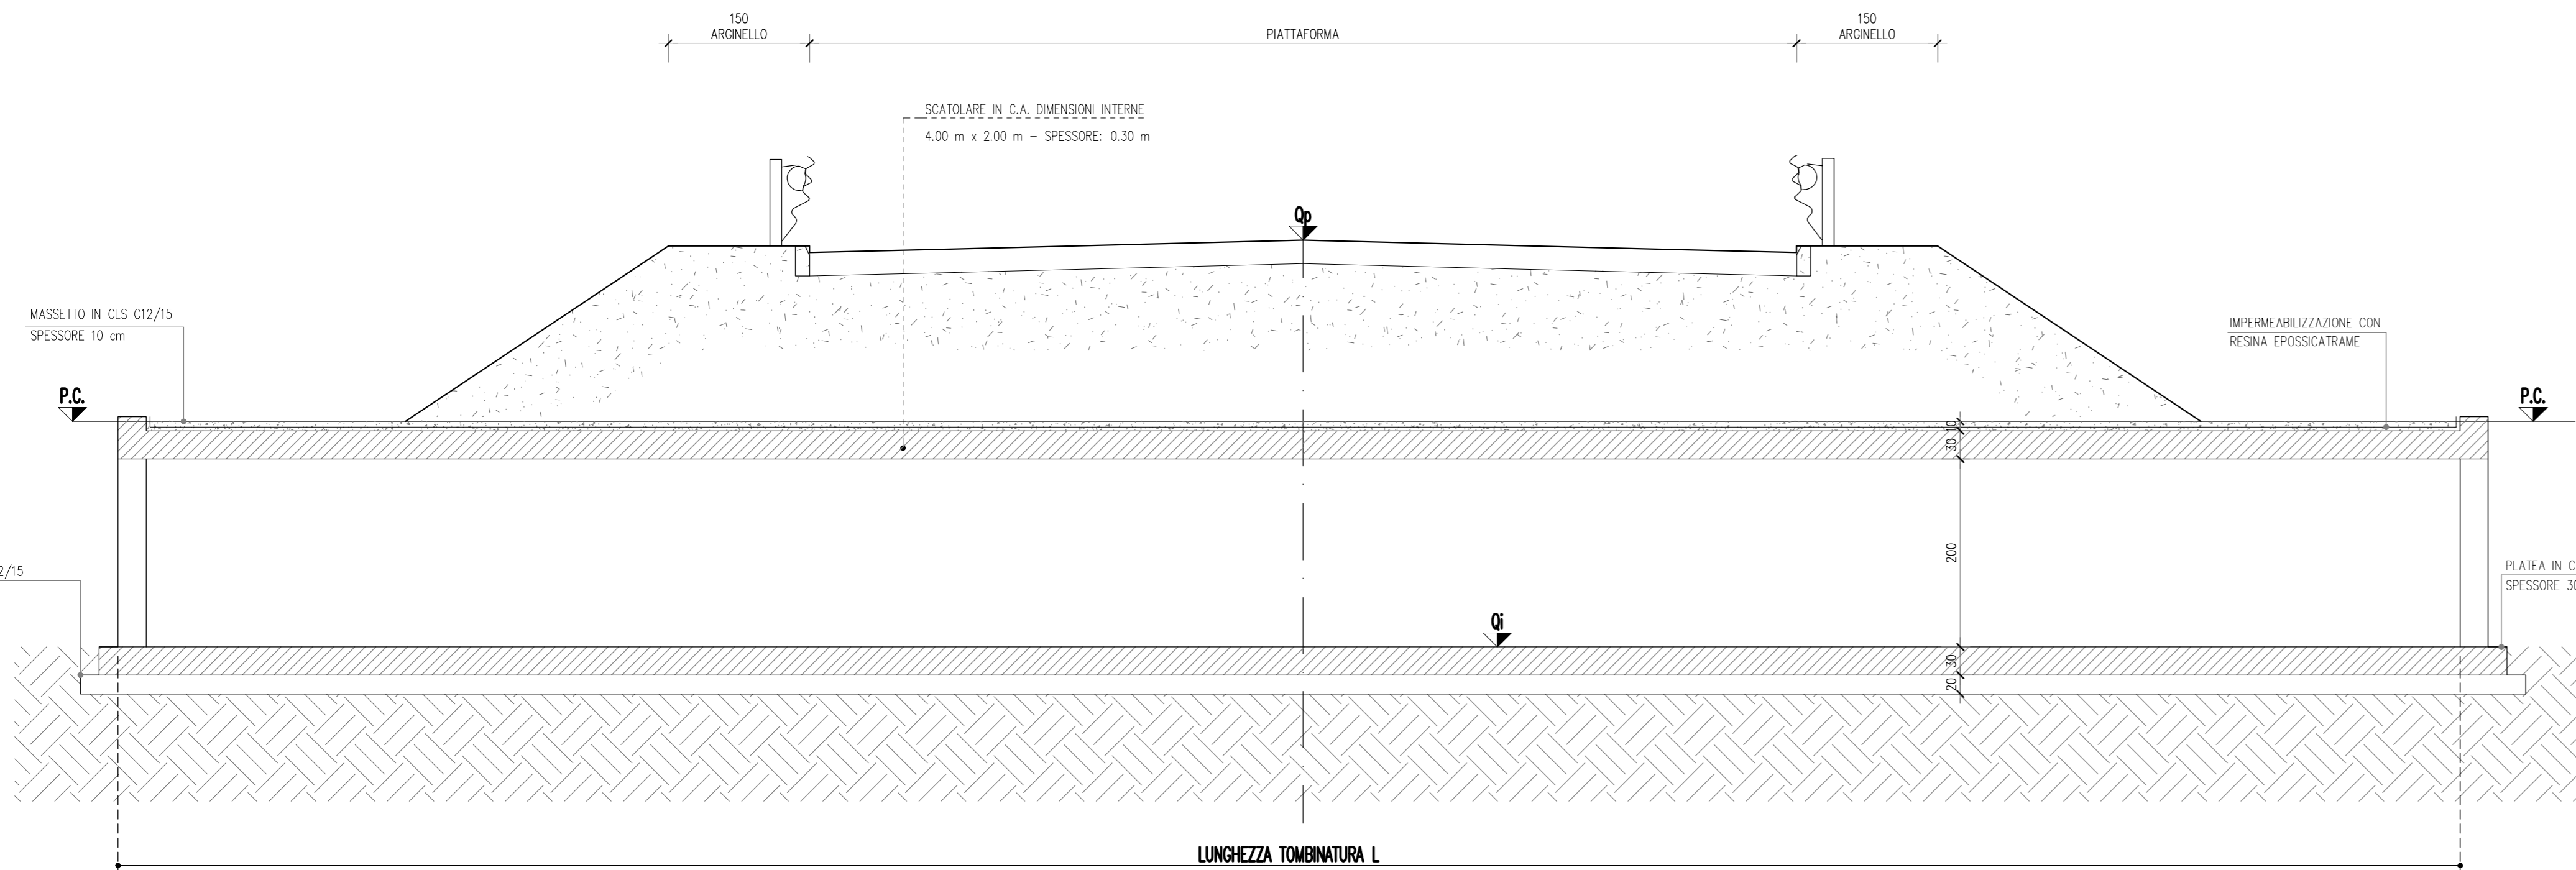 150
ARGINELLO
PIATTAFORMA
150
ARGINELLO
SCATOLARE IN C.A. DIMENSIONI INTERNE
4.00 m x 2.00 m - SPESSORE: 0.30 m
Qp
MASSETTO IN CLS C12/15
SPESSORE 10 cm
IMPERMEABILIZZAZIONE CON
RESINA EPOSSICATRAME
P.C.
P.C.
10
30
200
2/15
PLATEA IN C
SPESSORE 30
Qi
30
20
LUNGHEZZA TOMBINATURA L